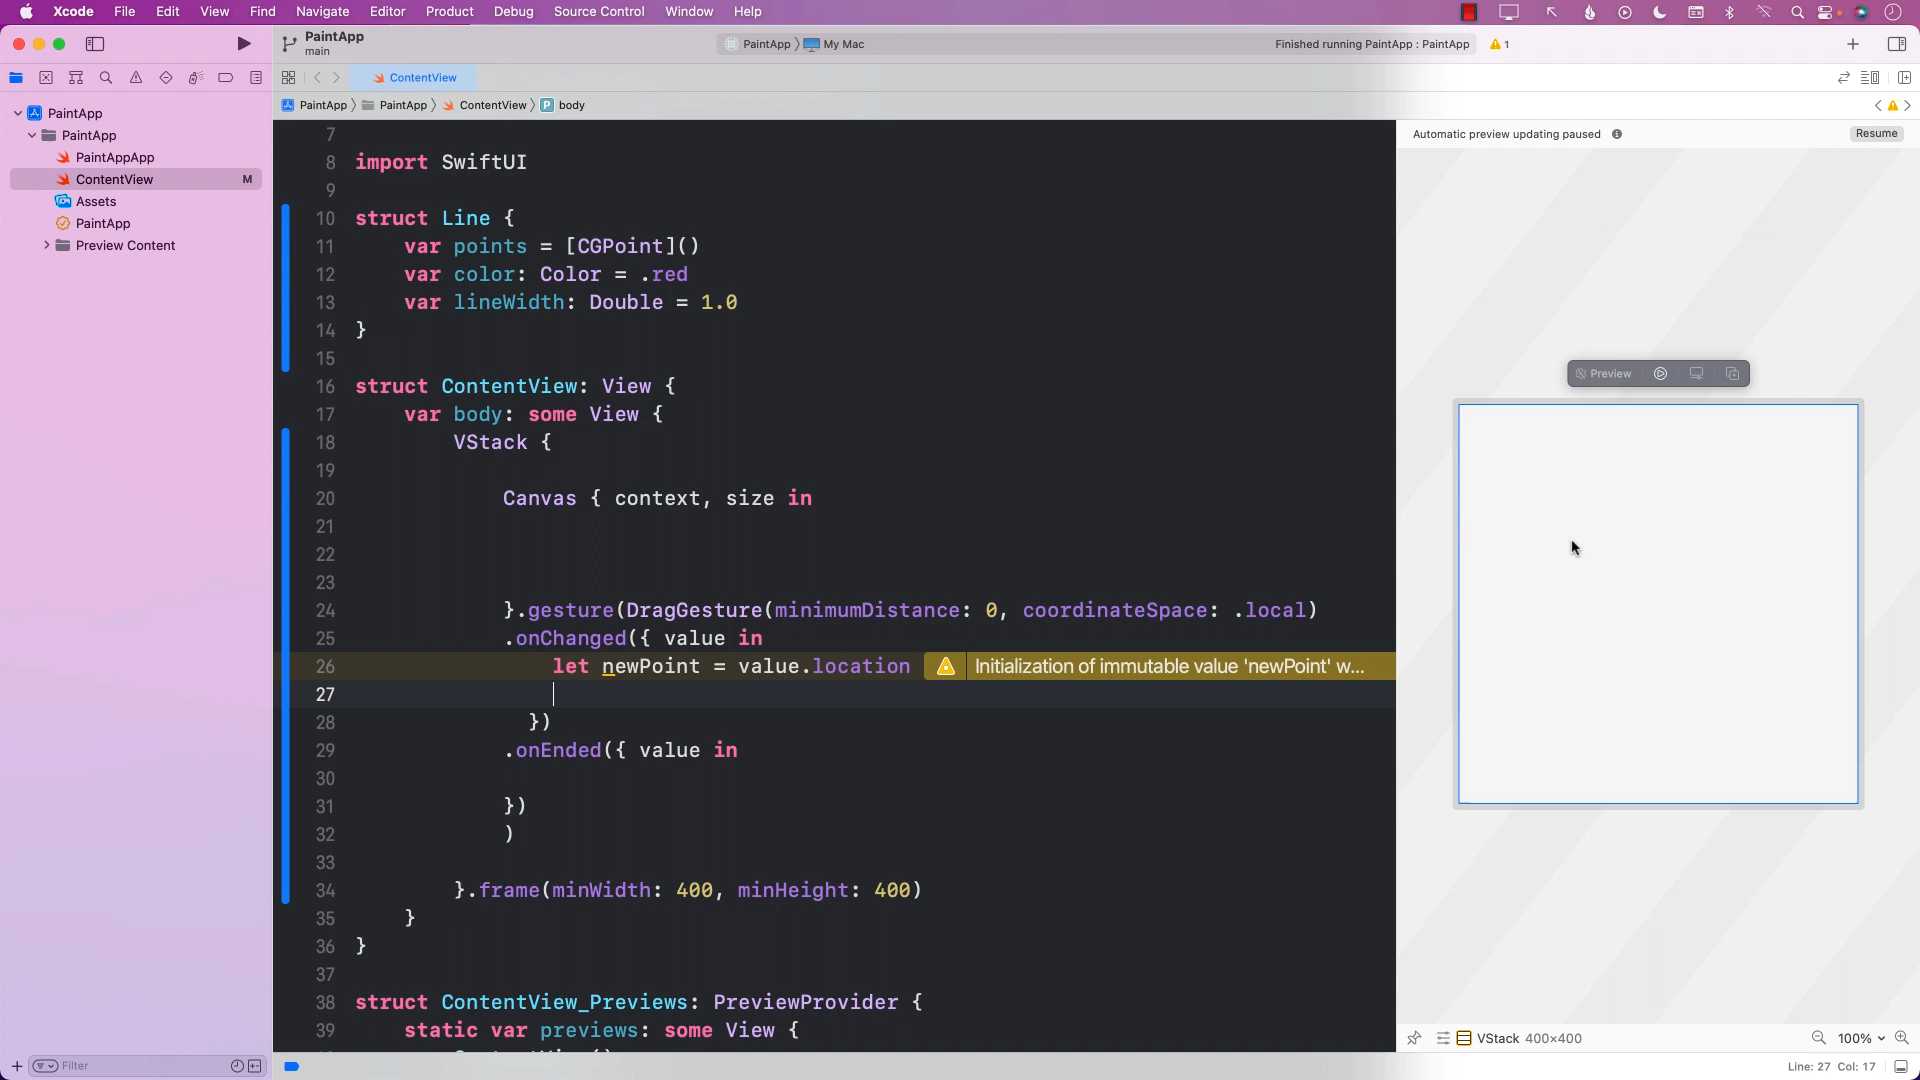 Xcode File Edit View Find Navigate Editor Product Debug Source Control Window Help
PaintApp
main
PaintApp My Mac
Finished running PaintApp : PaintApp
1
ContentView
PaintApp PaintApp ContentView P body
Automatic preview updating paused
Resume
PaintApp
PaintApp
PaintAppApp
ContentView M
Assets
PaintApp
Preview Content
7
8 import SwiftUI
9
10 struct Line {
11 var points = [CGPoint]()
12 var color: Color = .red
13 var lineWidth: Double = 1.0
14 }
15
16 struct ContentView: View {
17 var body: some View {
18 VStack {
19
20 Canvas { context, size in
21
22
23
24 }.gesture(DragGesture(minimumDistance: 0, coordinateSpace: .local)
25 .onChanged({ value in
26 let newPoint = value.location Initialization of immutable value 'newPoint' w...
27
28 })
29 .onEnded({ value in
30
31 })
32 )
33
34 }.frame(minWidth: 400, minHeight: 400)
35 }
36 }
37
38 struct ContentView_Previews: PreviewProvider {
39 static var previews: some View {
Preview
VStack 400×400
100%
Filter
Line: 27 Col: 17